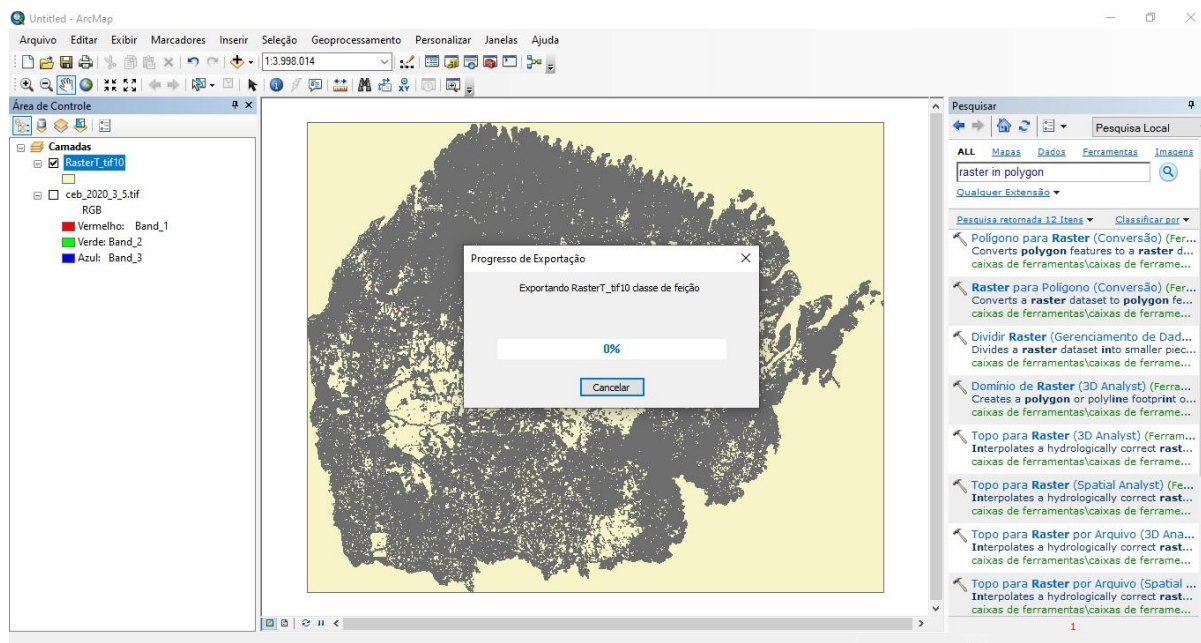 Untitled - ArcMap
Arquivo Editar Exibir Marcadores Inserir Seleção Geoprocessamento Personalizar Janelas Ajuda
1:3.998.014
Área de Controle
Camadas
RasterT_tif10
ceb_2020_3_5.tif
RGB
Vermelho: Band_1
Verde: Band_2
Azul: Band_3
Progresso de Exportação
Exportando RasterT_tif10 classe de feição
0%
Cancelar
Pesquisar
Pesquisa Local
ALL Mapas Dados Ferramentas Imagens
raster in polygon
Qualquer Extensão
Pesquisa retornada 12 Itens Classificar por
Polígono para Raster (Conversão) (Fer...
Converts polygon features to a raster d...
caixas de ferramentas\caixas de ferrame...
Raster para Polígono (Conversão) (Fer...
Converts a raster dataset to polygon fe...
caixas de ferramentas\caixas de ferrame...
Dividir Raster (Gerenciamento de Dad...
Divides a raster dataset into smaller piec...
caixas de ferramentas\caixas de ferrame...
Domínio de Raster (3D Analyst) (Ferra...
Creates a polygon or polyline footprint o...
caixas de ferramentas\caixas de ferrame...
Topo para Raster (3D Analyst) (Ferram...
Interpolates a hydrologically correct rast...
caixas de ferramentas\caixas de ferrame...
Topo para Raster (Spatial Analyst) (Fe...
Interpolates a hydrologically correct rast...
caixas de ferramentas\caixas de ferrame...
Topo para Raster por Arquivo (3D Ana...
Interpolates a hydrologically correct rast...
caixas de ferramentas\caixas de ferrame...
Topo para Raster por Arquivo (Spatial ...
Interpolates a hydrologically correct rast...
caixas de ferramentas\caixas de ferrame...
1